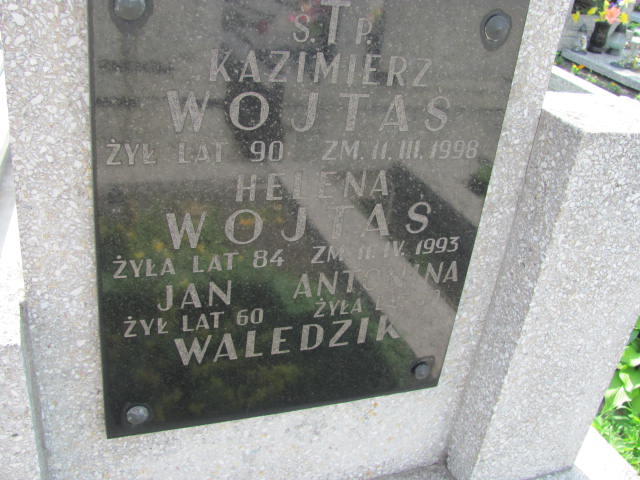 Ś.†P.
KAZIMIERZ
WOJTAŚ
ŻYŁ LAT 90 ZM. 11. III. 1998
HELENA
WOJTAŚ
ŻYŁA LAT 84 ZM. 11. IV. 1993
JAN ANTONINA
ŻYŁ LAT 60 ŻYŁA
WALEDZIK